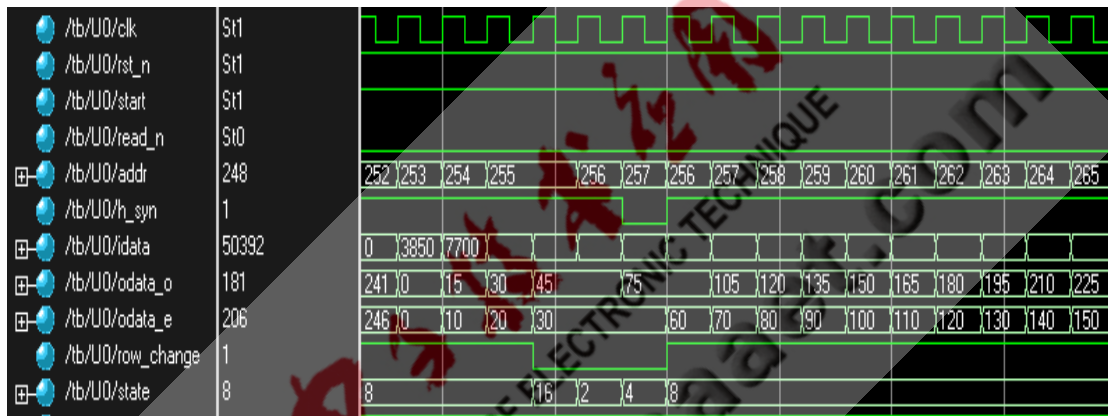 /tb/U0/clk St1
/tb/U0/rst_n St1
/tb/U0/start St1
/tb/U0/read_n St0
/tb/U0/addr 248 252 253 254 255 256 257 256 257 258 259 260 261 262 263 264 265
/tb/U0/h_syn 1
/tb/U0/idata 50392 0 3850 7700
/tb/U0/odata_o 181 241 0 15 30 45 75 105 120 135 150 165 180 195 210 225
/tb/U0/odata_e 206 246 0 10 20 30 60 70 80 90 100 110 120 130 140 150
/tb/U0/row_change 1
/tb/U0/state 8 8 16 2 4 8
ELECTRONIC TECHNIQUE
aet.com